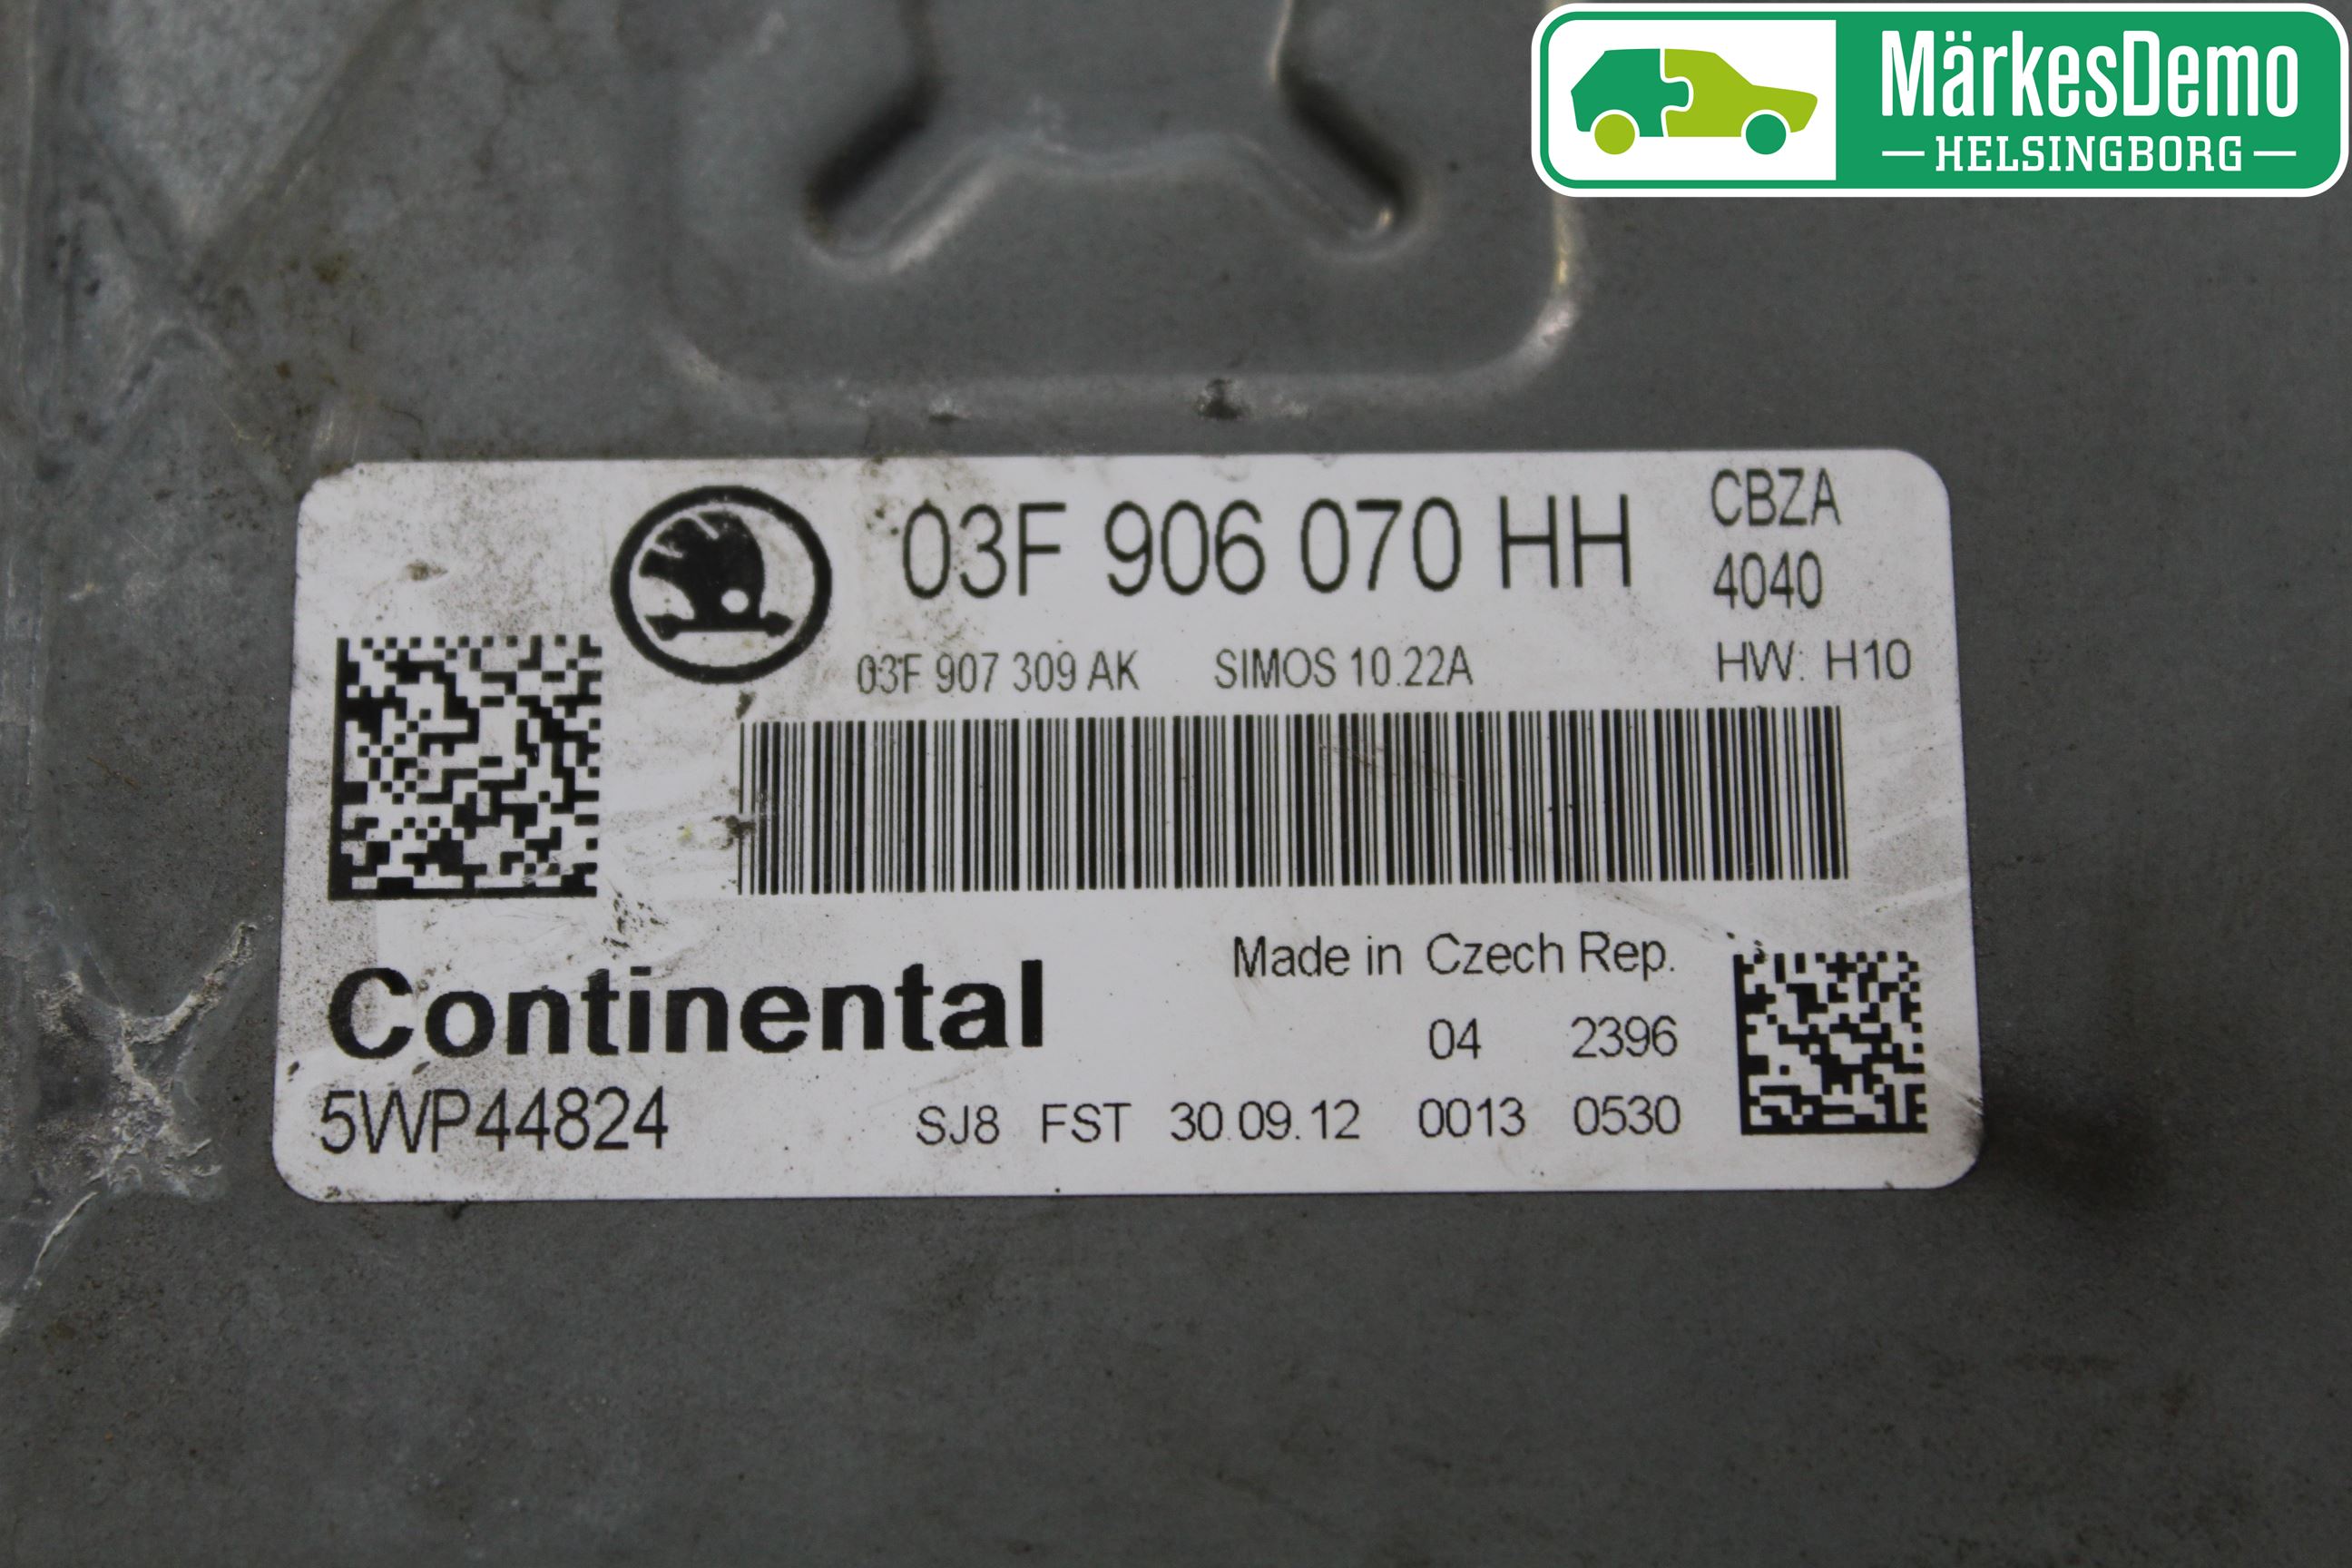 MärkesDemo
HELSINGBORG
03F 906 070 HH
CBZA
4040
03F 907 309 AK SIMOS 10.22A HW: H10
Made in Czech Rep.
Continental
04 2396
5WP44824 SJ8 FST 30.09.12 0013 0530